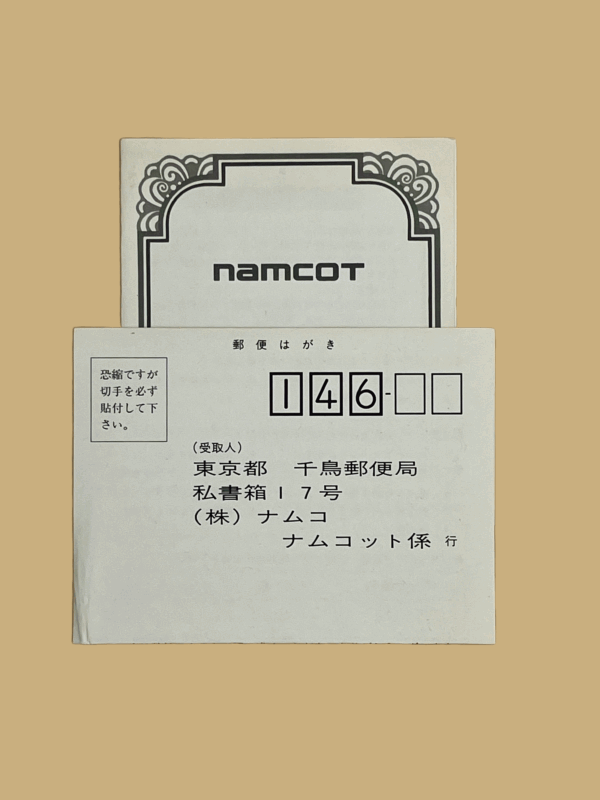 namcot
郵便はがき
恐縮ですが
切手を必ず
貼付して下
さい。
146-
(受取人)
東京都 千鳥郵便局
私書箱17号
(株)ナムコ
ナムコット係 行